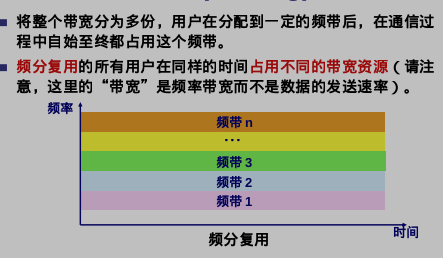 将整个带宽分为多份，用户在分配到一定的频带后，在通信过
程中自始至终都占用这个频带。
频分复用的所有用户在同样的时间占用不同的带宽资源（请注
意，这里的“带宽”是频率带宽而不是数据的发送速率）。
频率
频带 n
…
频带 3
频带 2
频带 1
时间
频分复用